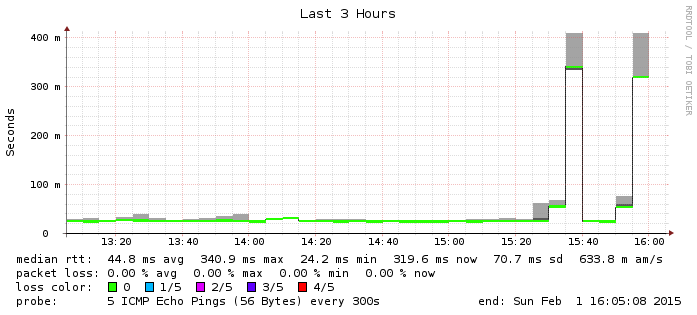 Last 3 Hours
RRDTOOL / TOBI OETIKER
Seconds
400 m
300 m
200 m
100 m
0
13:20 13:40 14:00 14:20 14:40 15:00 15:20 15:40 16:00
median rtt: 44.8 ms avg 340.9 ms max 24.2 ms min 319.6 ms now 70.7 ms sd 633.8 m am/s
packet loss: 0.00 % avg 0.00 % max 0.00 % min 0.00 % now
loss color: 0 1/5 2/5 3/5 4/5
probe: 5 ICMP Echo Pings (56 Bytes) every 300s end: Sun Feb 1 16:05:08 2015